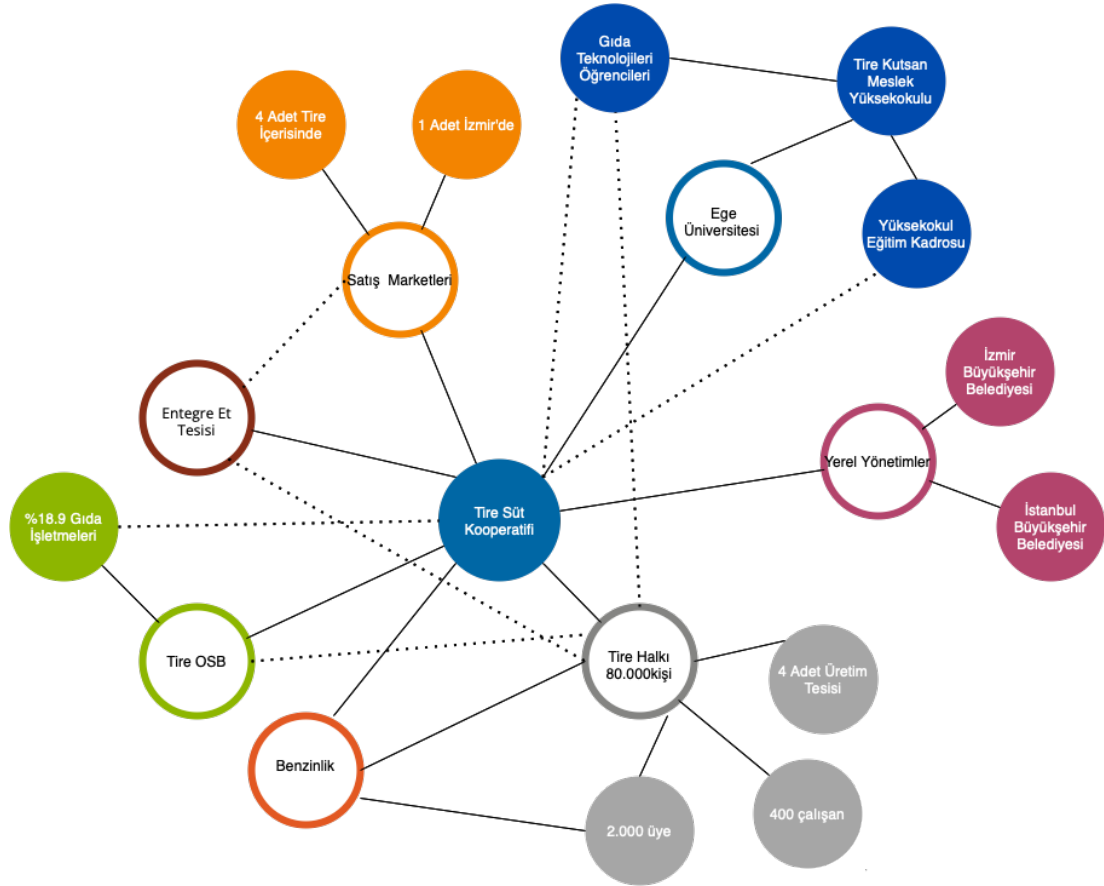 Gıda
Teknolojileri
Öğrencileri
Tire Kutsan
Meslek
Yüksekokulu
4 Adet Tire
İçerisinde
1 Adet İzmir'de
Ege
Üniversitesi
Yüksekokul
Eğitim Kadrosu
Satış Marketleri
İzmir
Büyükşehir
Belediyesi
Entegre Et
Tesisi
Yerel Yönetimler
%18.9 Gıda
İşletmeleri
Tire Süt
Kooperatifi
İstanbul
Büyükşehir
Belediyesi
Tire OSB
Tire Halkı
80.000kişi
4 Adet Üretim
Tesisi
Benzinlik
2.000 üye
400 çalışan